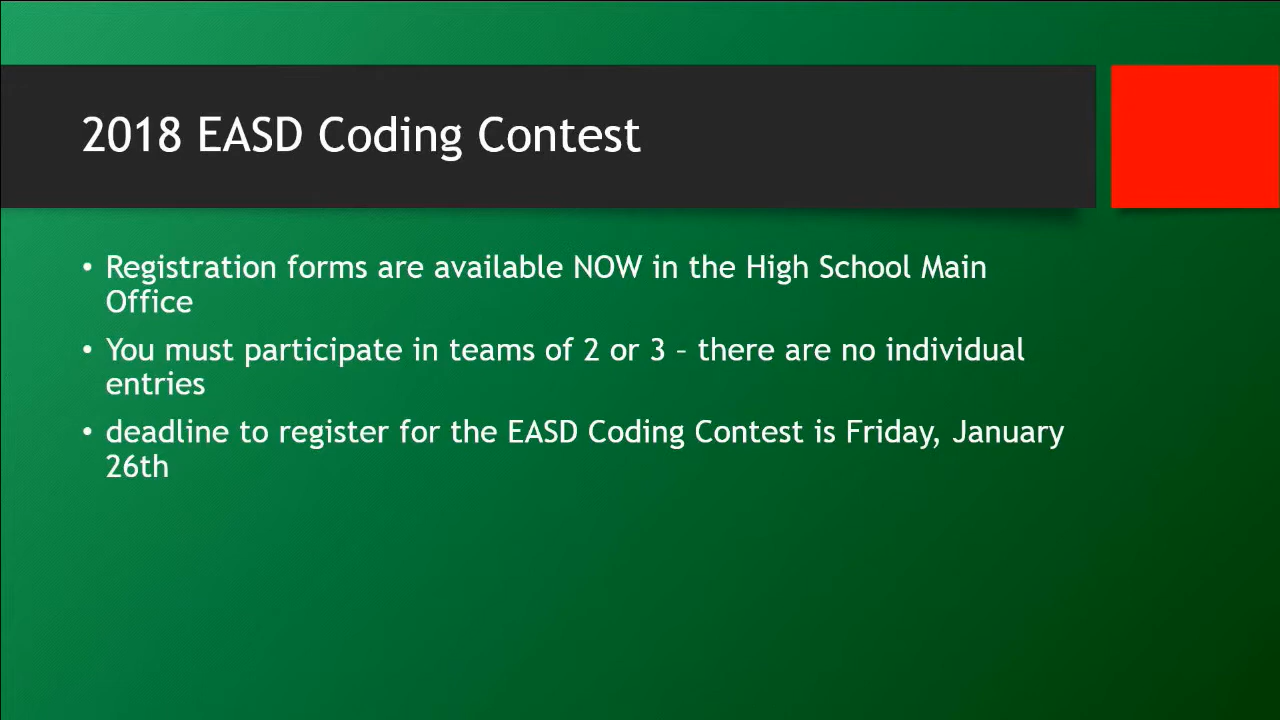 2018 EASD Coding Contest
• Registration forms are available NOW in the High School Main
Office
• You must participate in teams of 2 or 3 – there are no individual
entries
• deadline to register for the EASD Coding Contest is Friday, January
26th